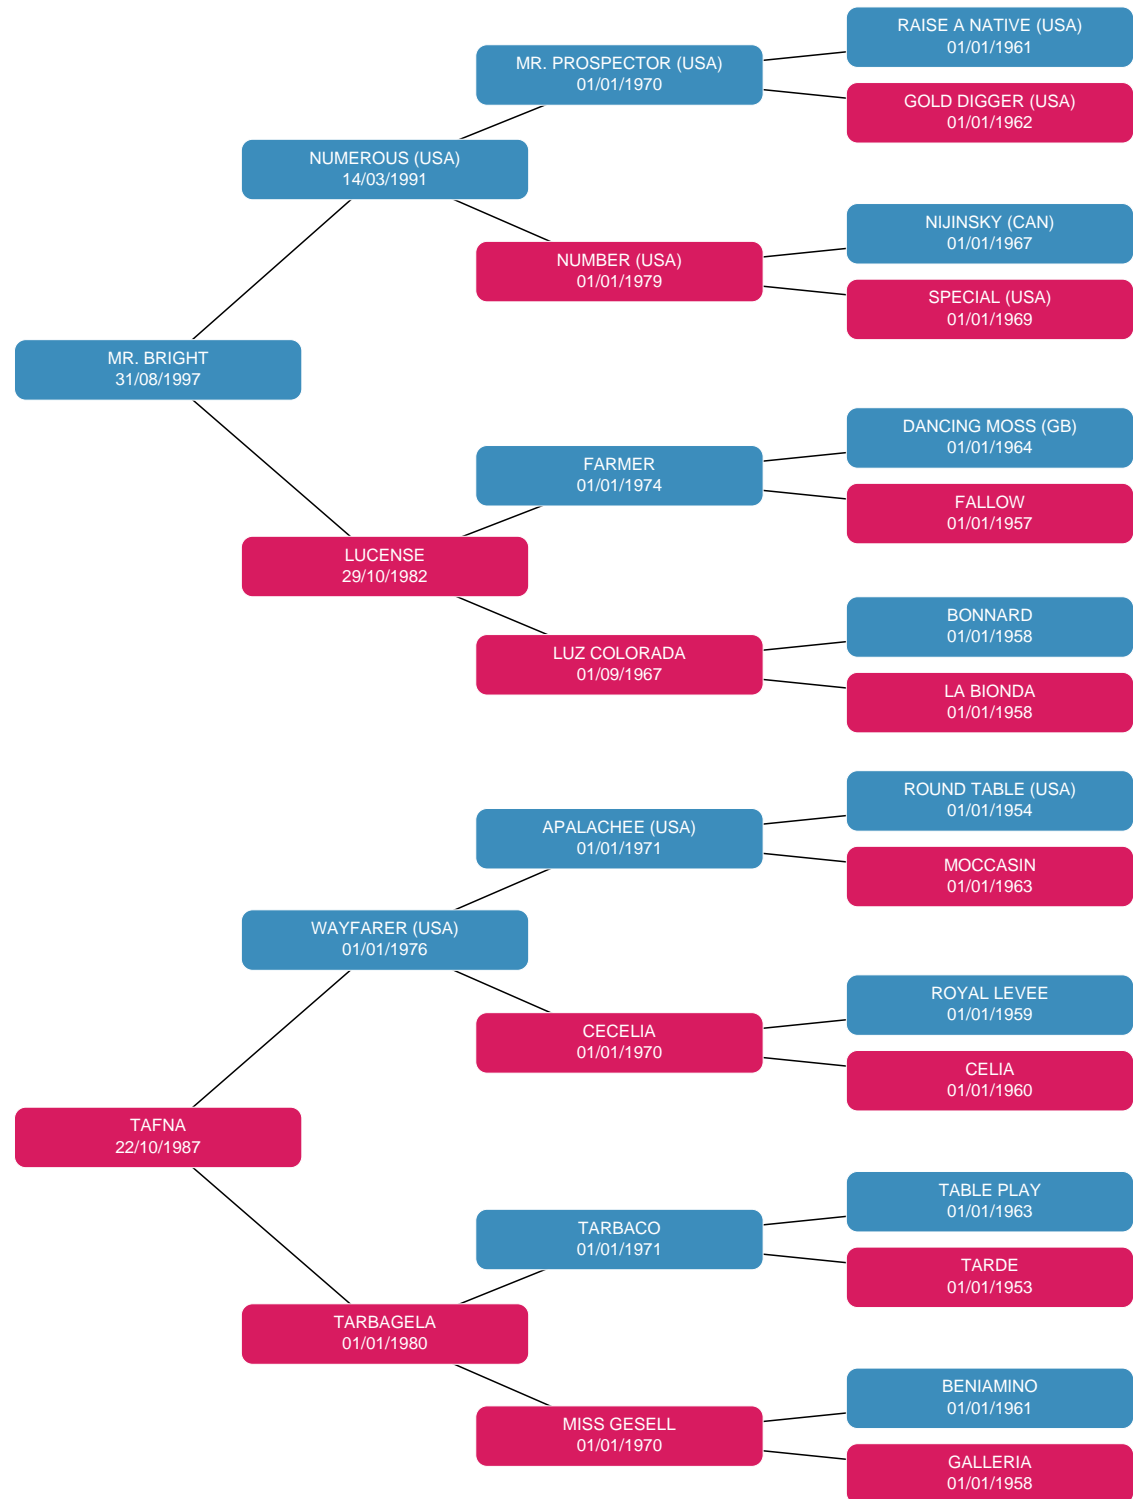 RAISE A NATIVE (USA)
01/01/1961
MR. PROSPECTOR (USA)
01/01/1970
GOLD DIGGER (USA)
01/01/1962
NUMEROUS (USA)
14/03/1991
NIJINSKY (CAN)
01/01/1967
NUMBER (USA)
01/01/1979
SPECIAL (USA)
01/01/1969
MR. BRIGHT
31/08/1997
DANCING MOSS (GB)
01/01/1964
FARMER
01/01/1974
FALLOW
01/01/1957
LUCENSE
29/10/1982
BONNARD
01/01/1958
LUZ COLORADA
01/09/1967
LA BIONDA
01/01/1958
ROUND TABLE (USA)
01/01/1954
APALACHEE (USA)
01/01/1971
MOCCASIN
01/01/1963
WAYFARER (USA)
01/01/1976
ROYAL LEVEE
01/01/1959
CECELIA
01/01/1970
CELIA
01/01/1960
TAFNA
22/10/1987
TABLE PLAY
01/01/1963
TARBACO
01/01/1971
TARDE
01/01/1953
TARBAGELA
01/01/1980
BENIAMINO
01/01/1961
MISS GESELL
01/01/1970
GALLERIA
01/01/1958